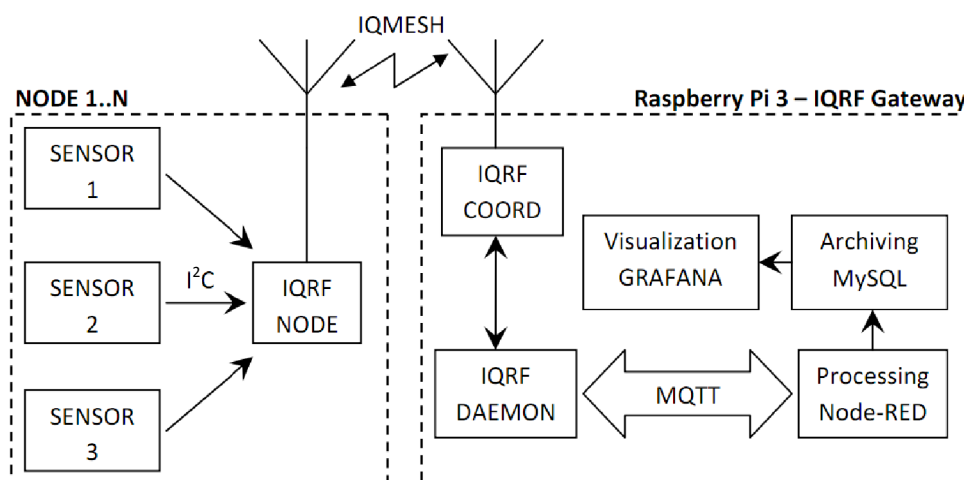 IQMESH
NODE 1..N
SENSOR
1
SENSOR
2
SENSOR
3
I²C
IQRF
NODE
Raspberry Pi 3 – IQRF Gateway
IQRF
COORD
IQRF
DAEMON
MQTT
Visualization
GRAFANA
Archiving
MySQL
Processing
Node-RED